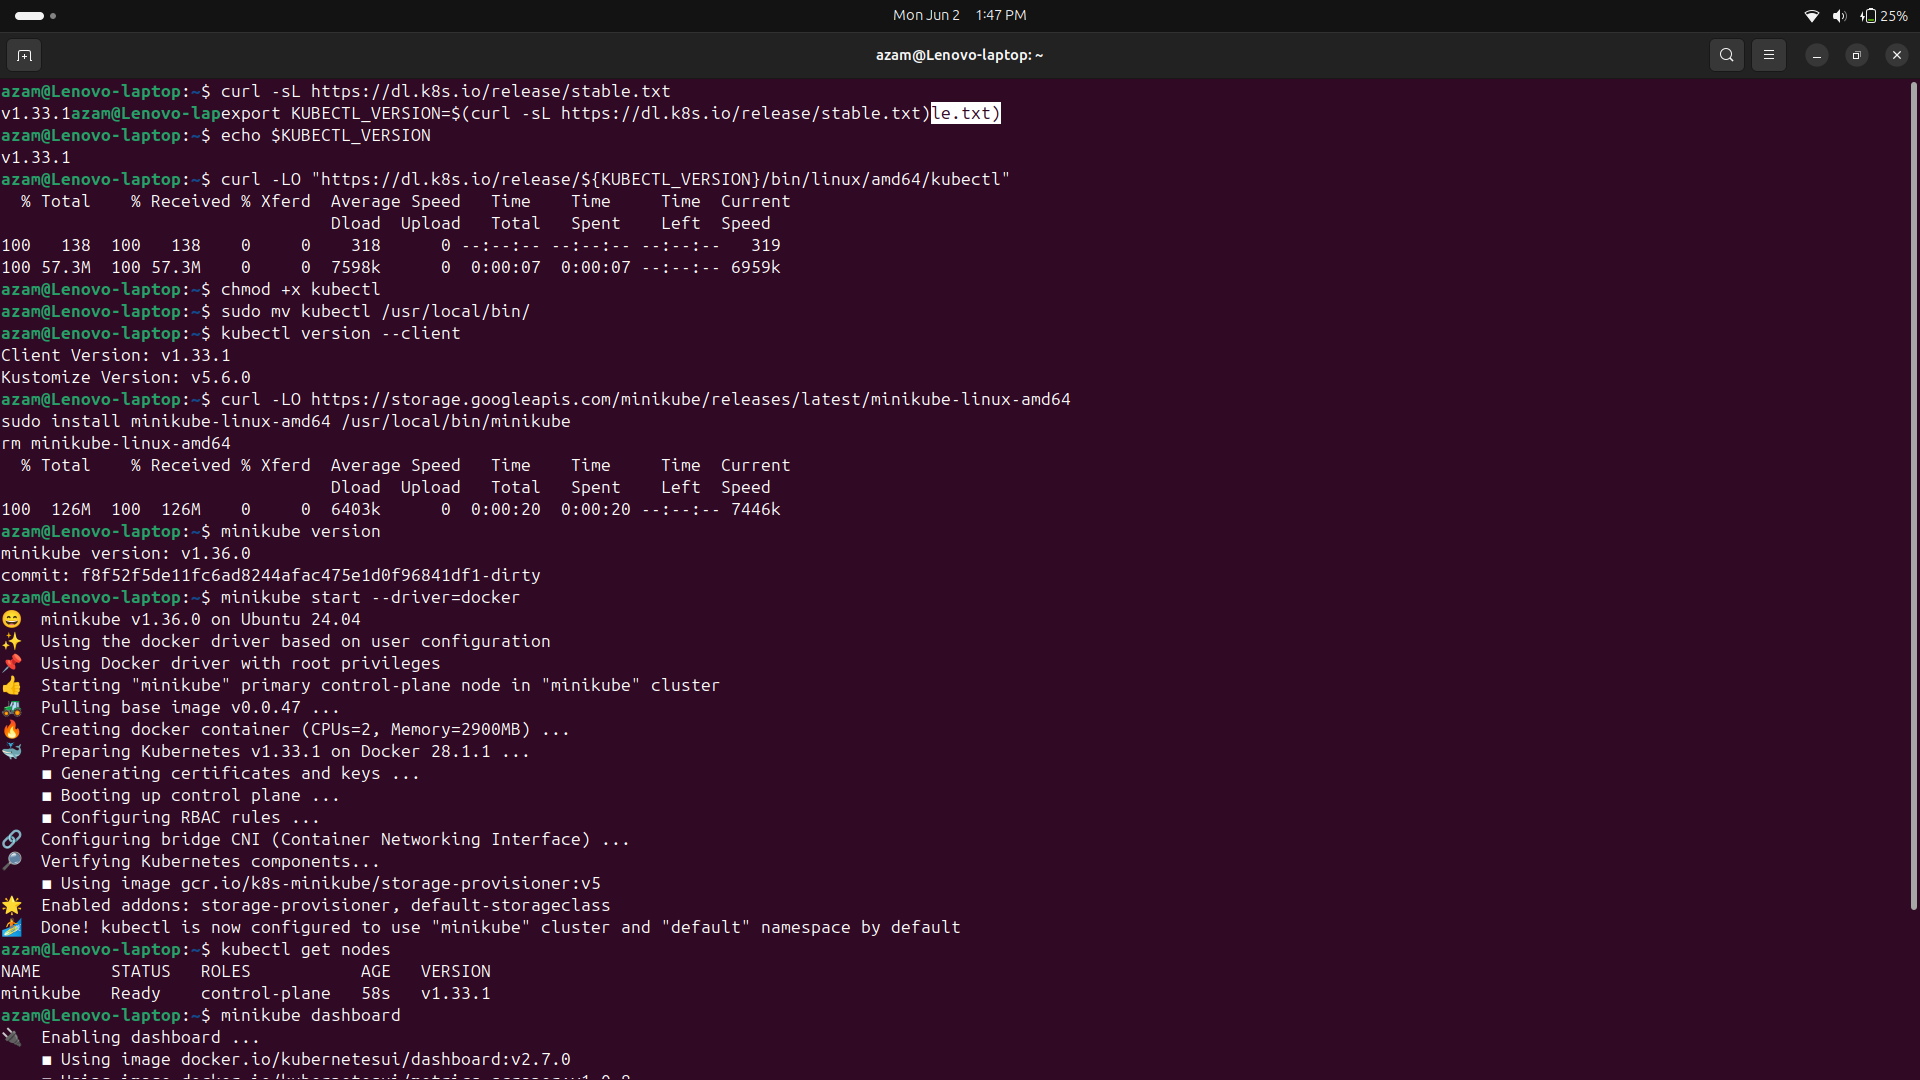 Mon Jun 2 1:47 PM
25%
azam@Lenovo-laptop: ~
azam@Lenovo-laptop:~$ curl -sL https://dl.k8s.io/release/stable.txt
v1.33.1azam@Lenovo-lapexport KUBECTL_VERSION=$(curl -sL https://dl.k8s.io/release/stable.txt)le.txt)
azam@Lenovo-laptop:~$ echo $KUBECTL_VERSION
v1.33.1
azam@Lenovo-laptop:~$ curl -LO "https://dl.k8s.io/release/${KUBECTL_VERSION}/bin/linux/amd64/kubectl"
  % Total    % Received % Xferd  Average Speed   Time    Time     Time  Current
                                 Dload  Upload   Total   Spent    Left  Speed
100   138  100   138    0     0    318      0 --:--:-- --:--:-- --:--:--   319
100 57.3M  100 57.3M    0     0  7598k      0  0:00:07  0:00:07 --:--:-- 6959k
azam@Lenovo-laptop:~$ chmod +x kubectl
azam@Lenovo-laptop:~$ sudo mv kubectl /usr/local/bin/
azam@Lenovo-laptop:~$ kubectl version --client
Client Version: v1.33.1
Kustomize Version: v5.6.0
azam@Lenovo-laptop:~$ curl -LO https://storage.googleapis.com/minikube/releases/latest/minikube-linux-amd64
sudo install minikube-linux-amd64 /usr/local/bin/minikube
rm minikube-linux-amd64
  % Total    % Received % Xferd  Average Speed   Time    Time     Time  Current
                                 Dload  Upload   Total   Spent    Left  Speed
100  126M  100  126M    0     0  6403k      0  0:00:20  0:00:20 --:--:-- 7446k
azam@Lenovo-laptop:~$ minikube version
minikube version: v1.36.0
commit: f8f52f5de11fc6ad8244afac475e1d0f96841df1-dirty
azam@Lenovo-laptop:~$ minikube start --driver=docker
😄  minikube v1.36.0 on Ubuntu 24.04
✨  Using the docker driver based on user configuration
📌  Using Docker driver with root privileges
👍  Starting "minikube" primary control-plane node in "minikube" cluster
🚜  Pulling base image v0.0.47 ...
🔥  Creating docker container (CPUs=2, Memory=2900MB) ...
🐳  Preparing Kubernetes v1.33.1 on Docker 28.1.1 ...
    ▪ Generating certificates and keys ...
    ▪ Booting up control plane ...
    ▪ Configuring RBAC rules ...
🔗  Configuring bridge CNI (Container Networking Interface) ...
🔎  Verifying Kubernetes components...
    ▪ Using image gcr.io/k8s-minikube/storage-provisioner:v5
🌟  Enabled addons: storage-provisioner, default-storageclass
🏄  Done! kubectl is now configured to use "minikube" cluster and "default" namespace by default
azam@Lenovo-laptop:~$ kubectl get nodes
NAME       STATUS   ROLES           AGE   VERSION
minikube   Ready    control-plane   58s   v1.33.1
azam@Lenovo-laptop:~$ minikube dashboard
🔌  Enabling dashboard ...
    ▪ Using image docker.io/kubernetesui/dashboard:v2.7.0